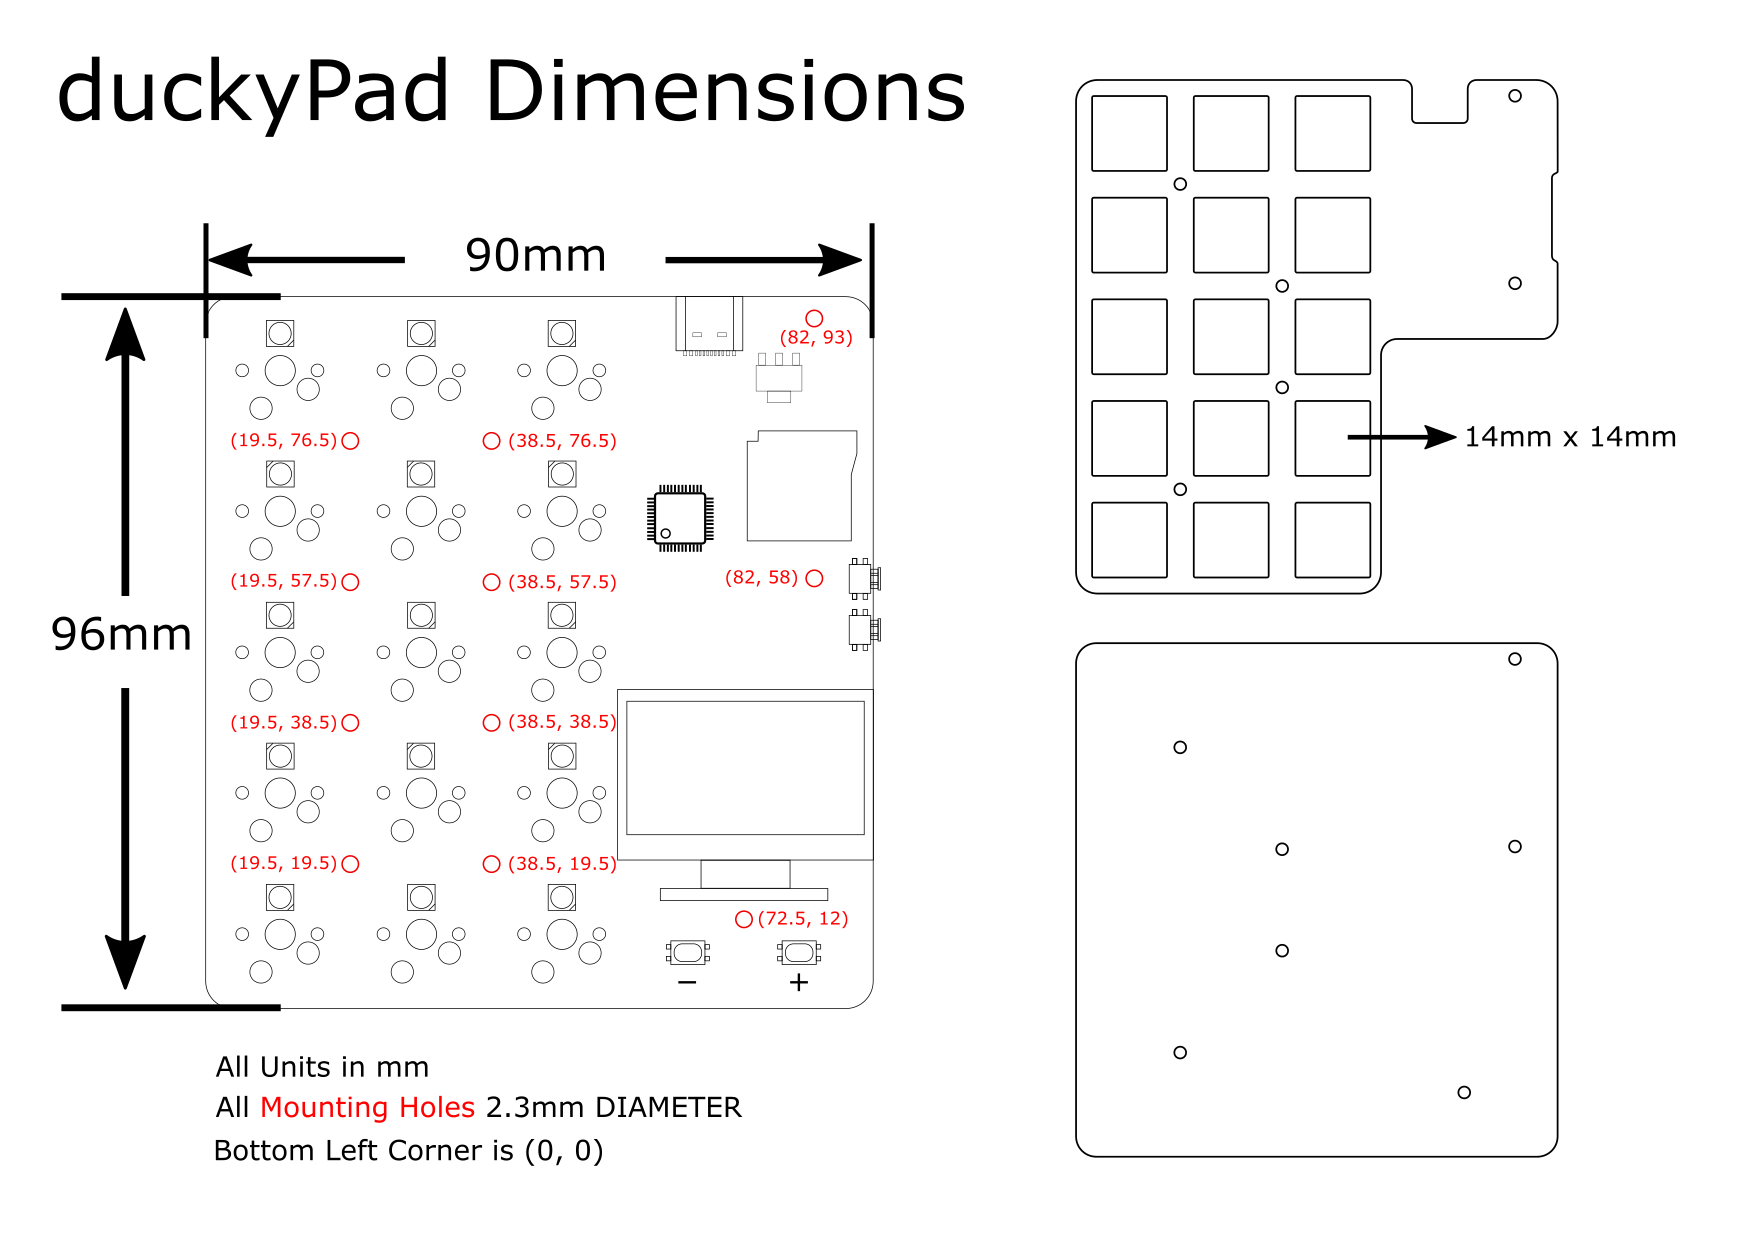 duckyPad Dimensions
90mm
(82, 93)
(19.5, 76.5)
(38.5, 76.5)
14mm x 14mm
(19.5, 57.5)
(38.5, 57.5)
(82, 58)
96mm
(19.5, 38.5)
(38.5, 38.5)
(19.5, 19.5)
(38.5, 19.5)
(72.5, 12)
− +
All Units in mm
All Mounting Holes 2.3mm DIAMETER
Bottom Left Corner is (0, 0)